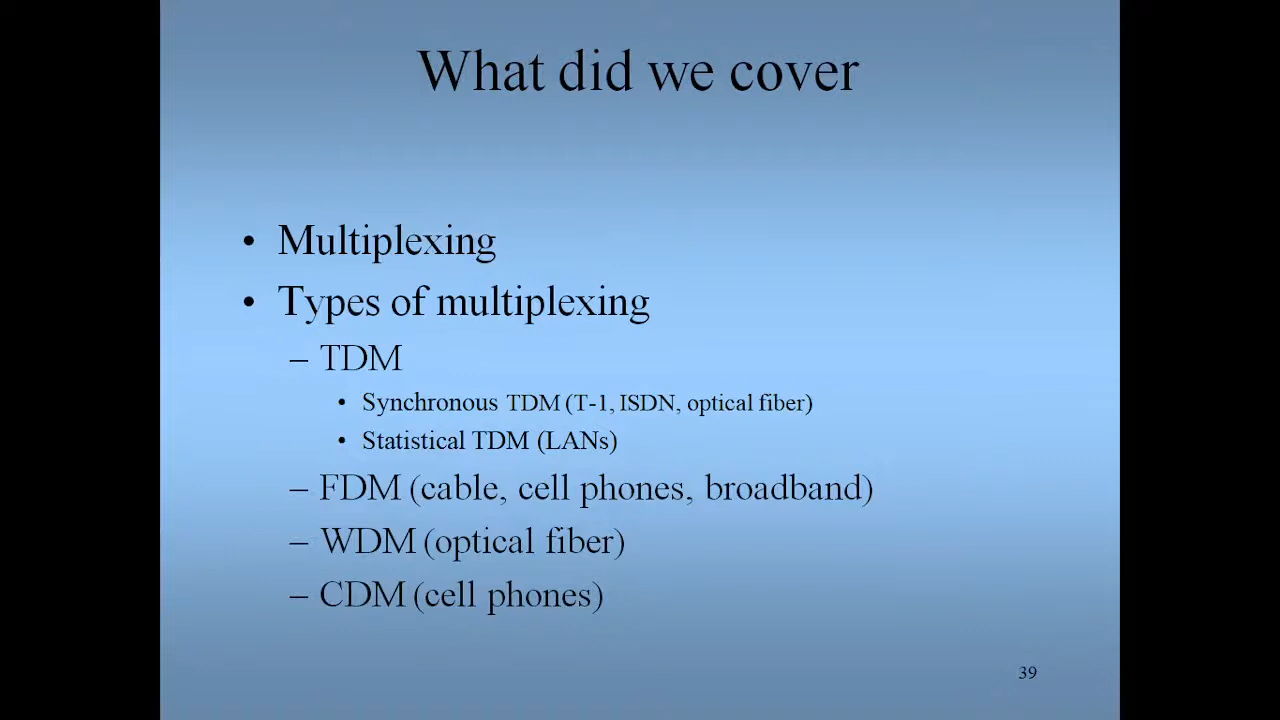 What did we cover
• Multiplexing
• Types of multiplexing
– TDM
• Synchronous TDM (T-1, ISDN, optical fiber)
• Statistical TDM (LANs)
– FDM (cable, cell phones, broadband)
– WDM (optical fiber)
– CDM (cell phones)
39